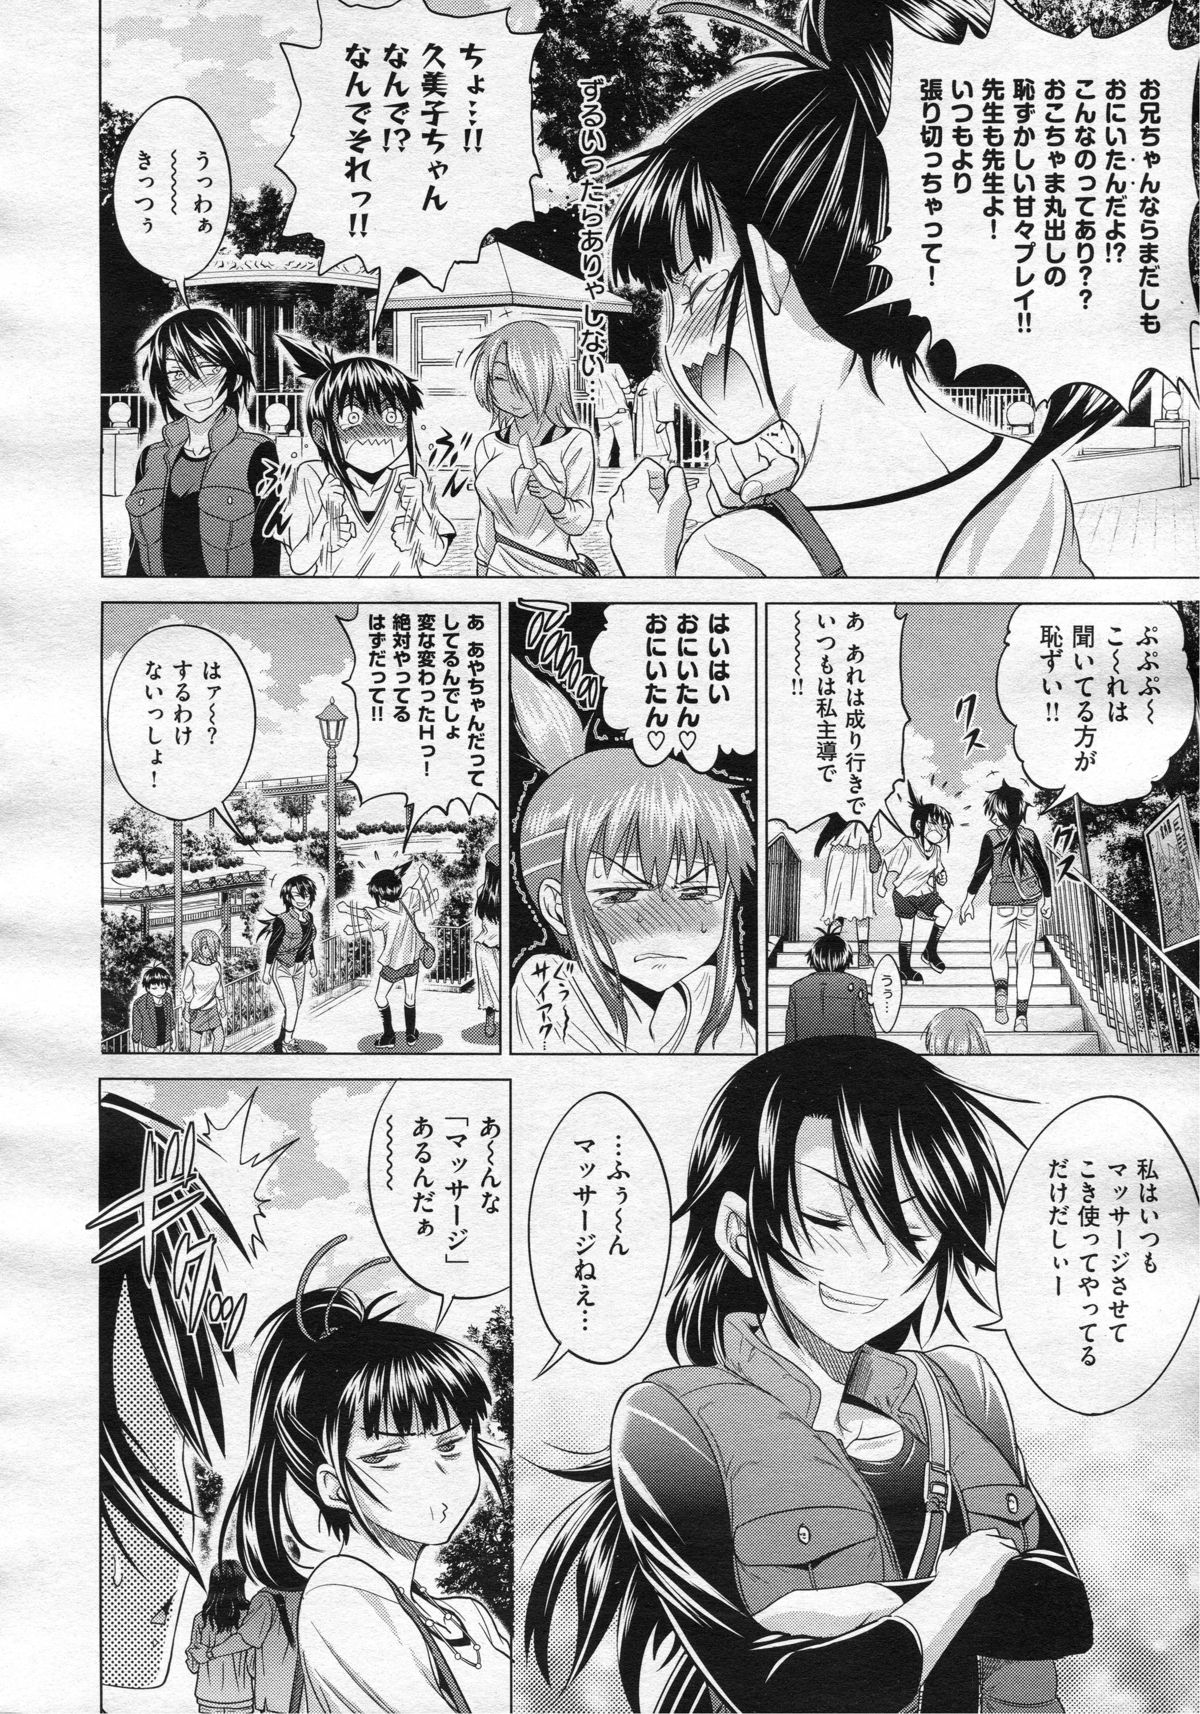 お兄ちゃんならまだしも
おにいたんだよ!?
こんなのってあり??
おこちゃま丸出しの
恥ずかしい甘々プレイ!!
先生も先生よ！
いつもより
張り切っちゃって！
ずるいったらありゃしない…
ちょ…!!
久美子ちゃん
なんで!?
なんでそれっ!!
うっわぁ
〜〜〜〜
きっつぅ
ぷぷぷ〜
こ〜れは
聞いてる方が
恥ずい!!
クス
クス
あ あれは成り行きで
いつもは私主導で
〜〜〜!!
うぅ…
はいはい
おにいたん♡
おにいたん♡
ぐぅぅ〜
サイアク…
あ あやちゃんだって
してるんでしょ
変な変わったHっ！
絶対やってる
はずだって!!
はァ〜？
するわけ
ないっしょ！
私はいつも
マッサージさせて
こき使ってやってる
だけだしぃー
…ふぅ〜ん
マッサージねえ…
あ〜んな
「マッサージ」
あるんだぁ
〜〜〜〜
ギギ